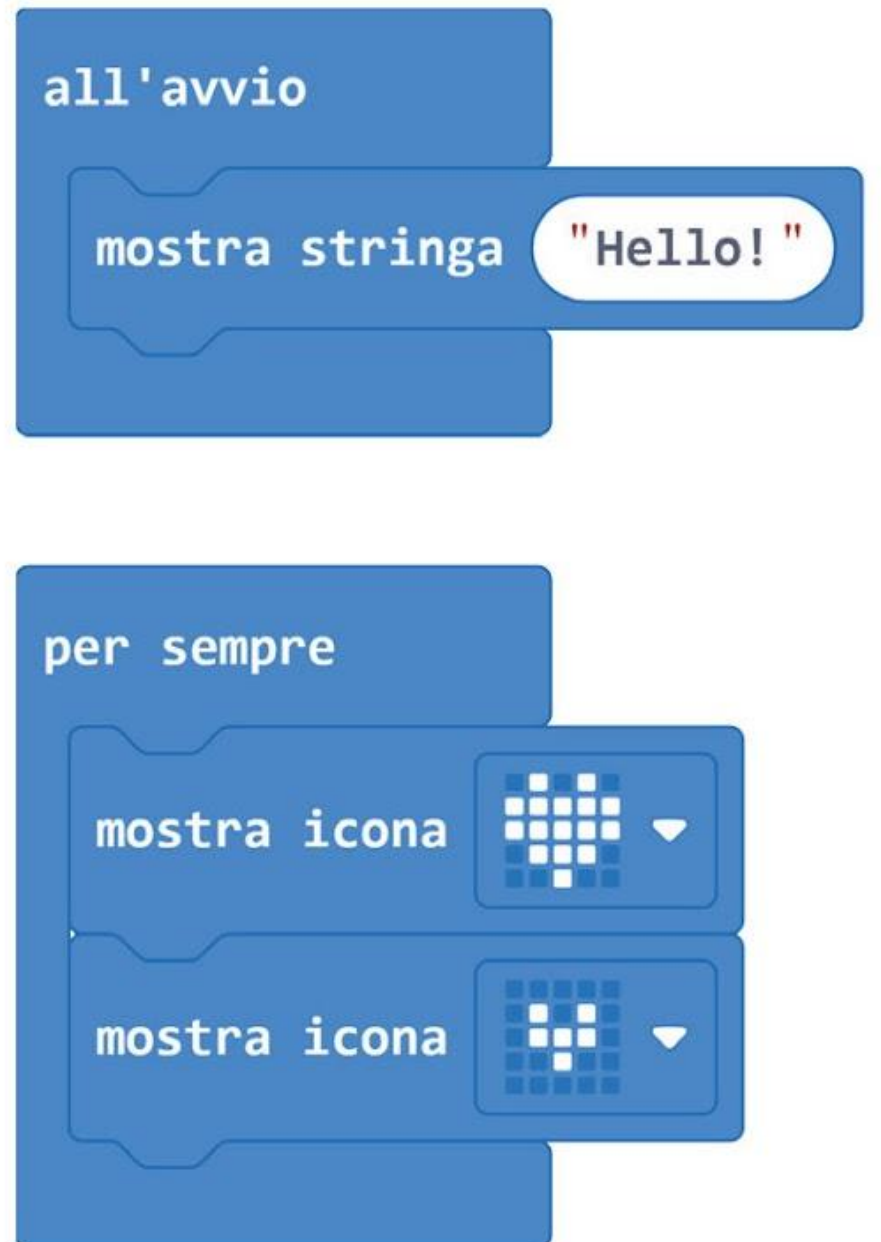 all'avvio
mostra stringa "Hello!"
per sempre
mostra icona
mostra icona